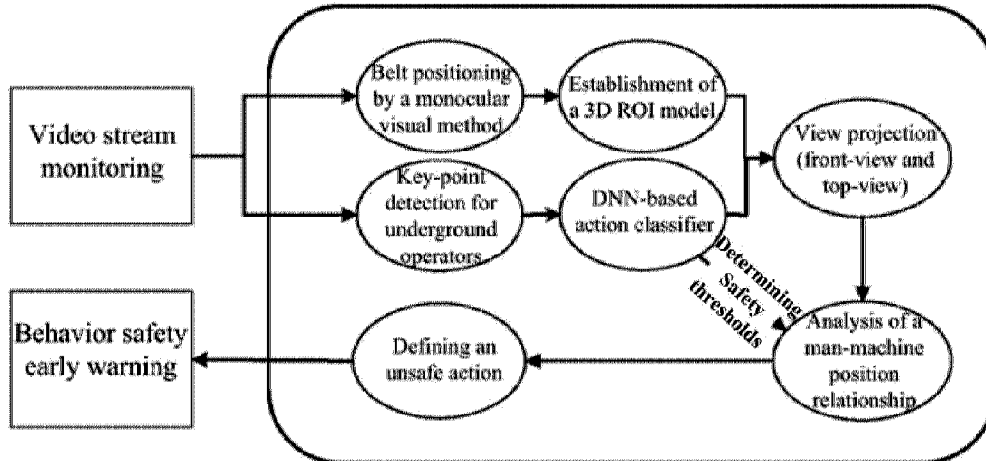 Video stream
monitoring
Belt positioning
by a monocular
visual method
Establishment of
a 3D ROI model
Key-point
detection for
underground
operators
DNN-based
action classifier
View projection
(front-view and
top-view)
Determining
Safety
thresholds
Analysis of a
man-machine
position
relationship
Defining an
unsafe action
Behavior safety
early warning